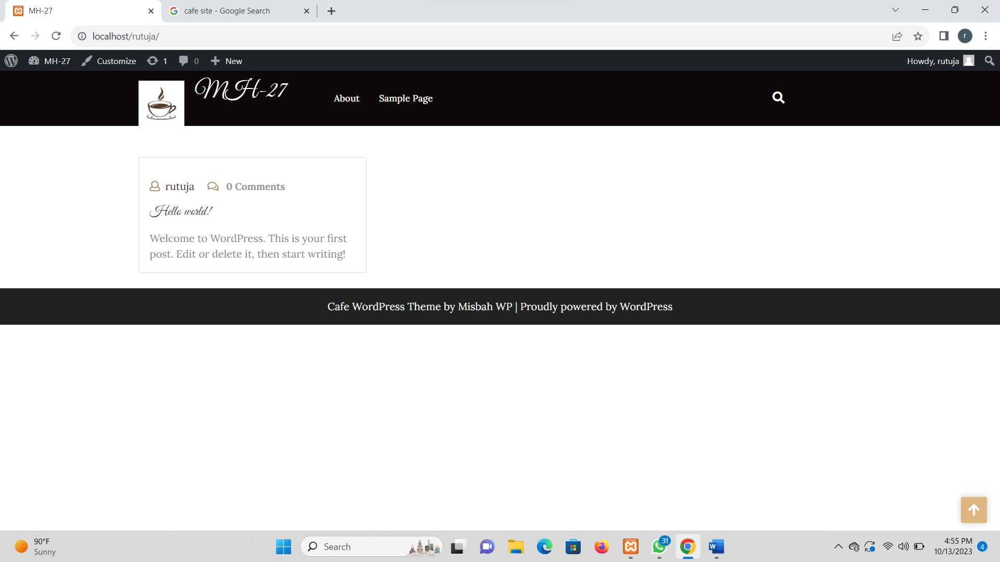 MH-27
cafe site - Google Search
localhost/rutuja/
r
MH-27 Customize 1 0 New Howdy, rutuja
MH-27
About Sample Page
rutuja 0 Comments
Hello world!
Welcome to WordPress. This is your first
post. Edit or delete it, then start writing!
Cafe WordPress Theme by Misbah WP | Proudly powered by WordPress
90°F
Sunny
Search
31
4:55 PM
10/13/2023
4